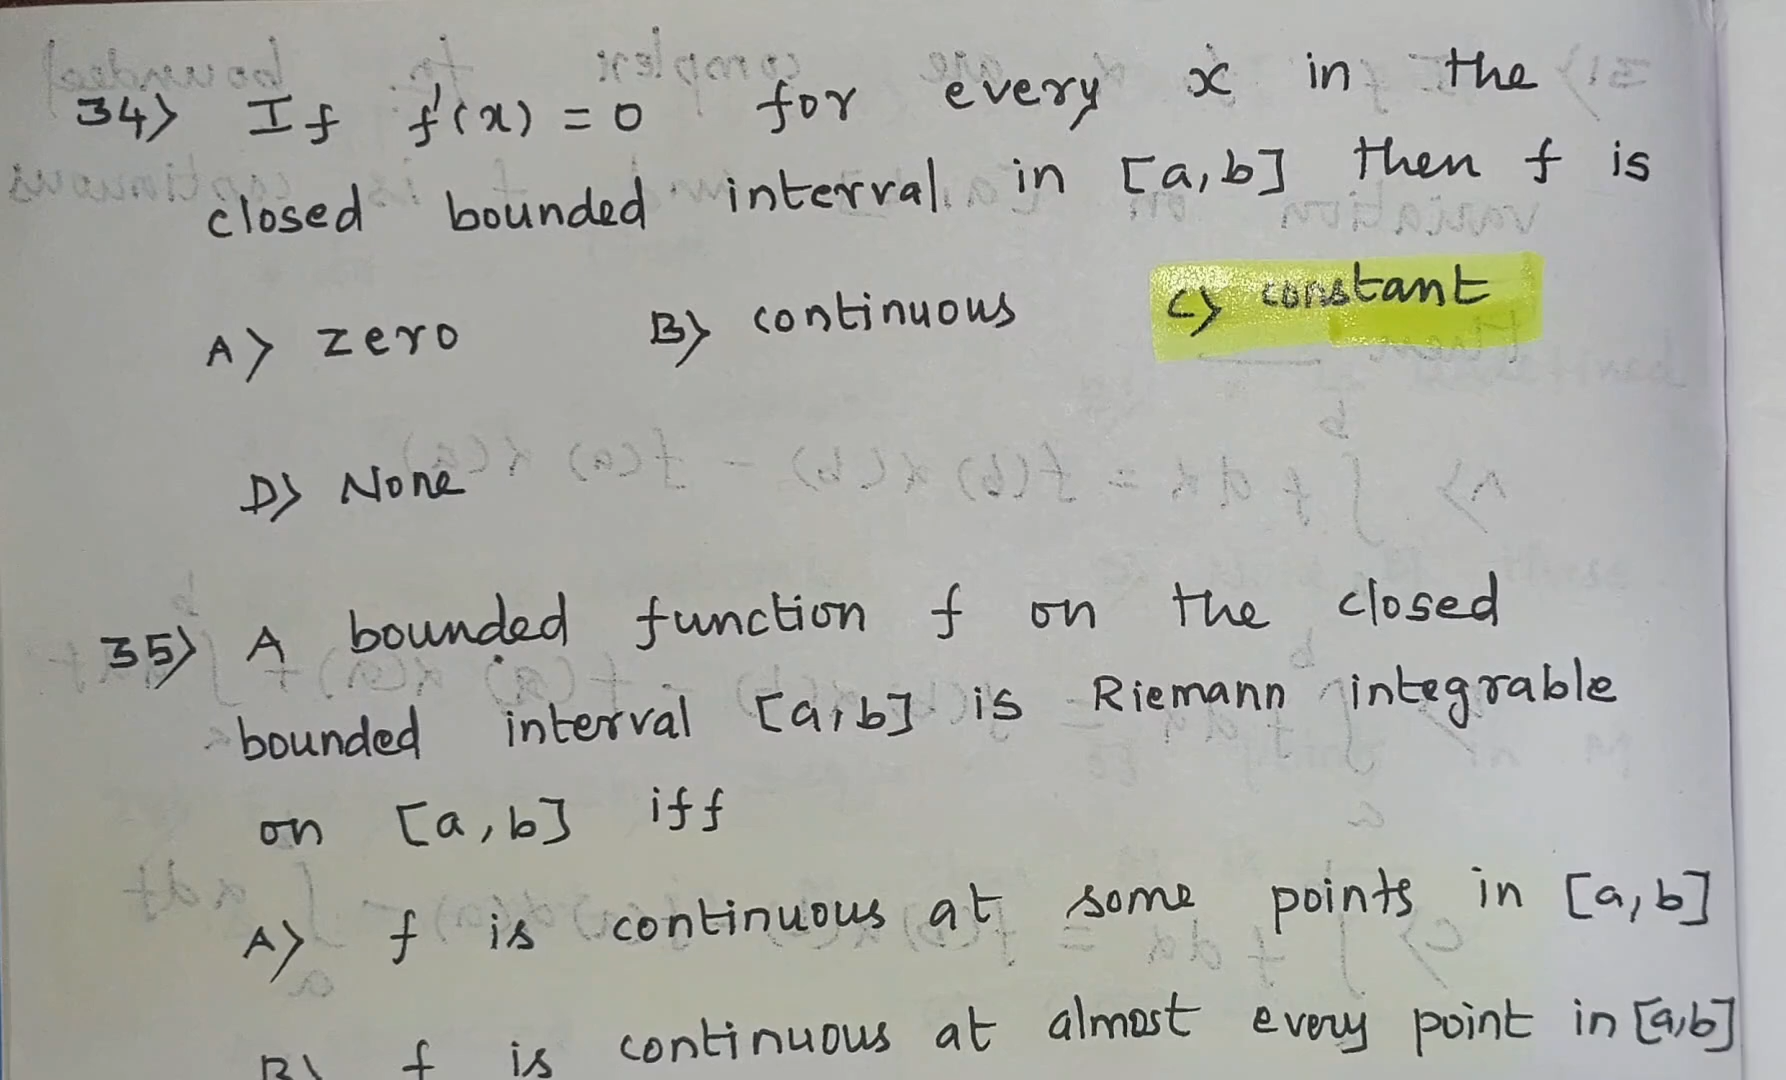 34) If f'(x) = 0 for every x in the
closed bounded interval in [a,b] then f is
A) zero B) continuous C) constant
D) None
35) A bounded function f on the closed
bounded interval [a,b] is Riemann integrable
on [a,b] iff
A) f is continuous at some points in [a,b]
B) f is continuous at almost every point in [a,b]